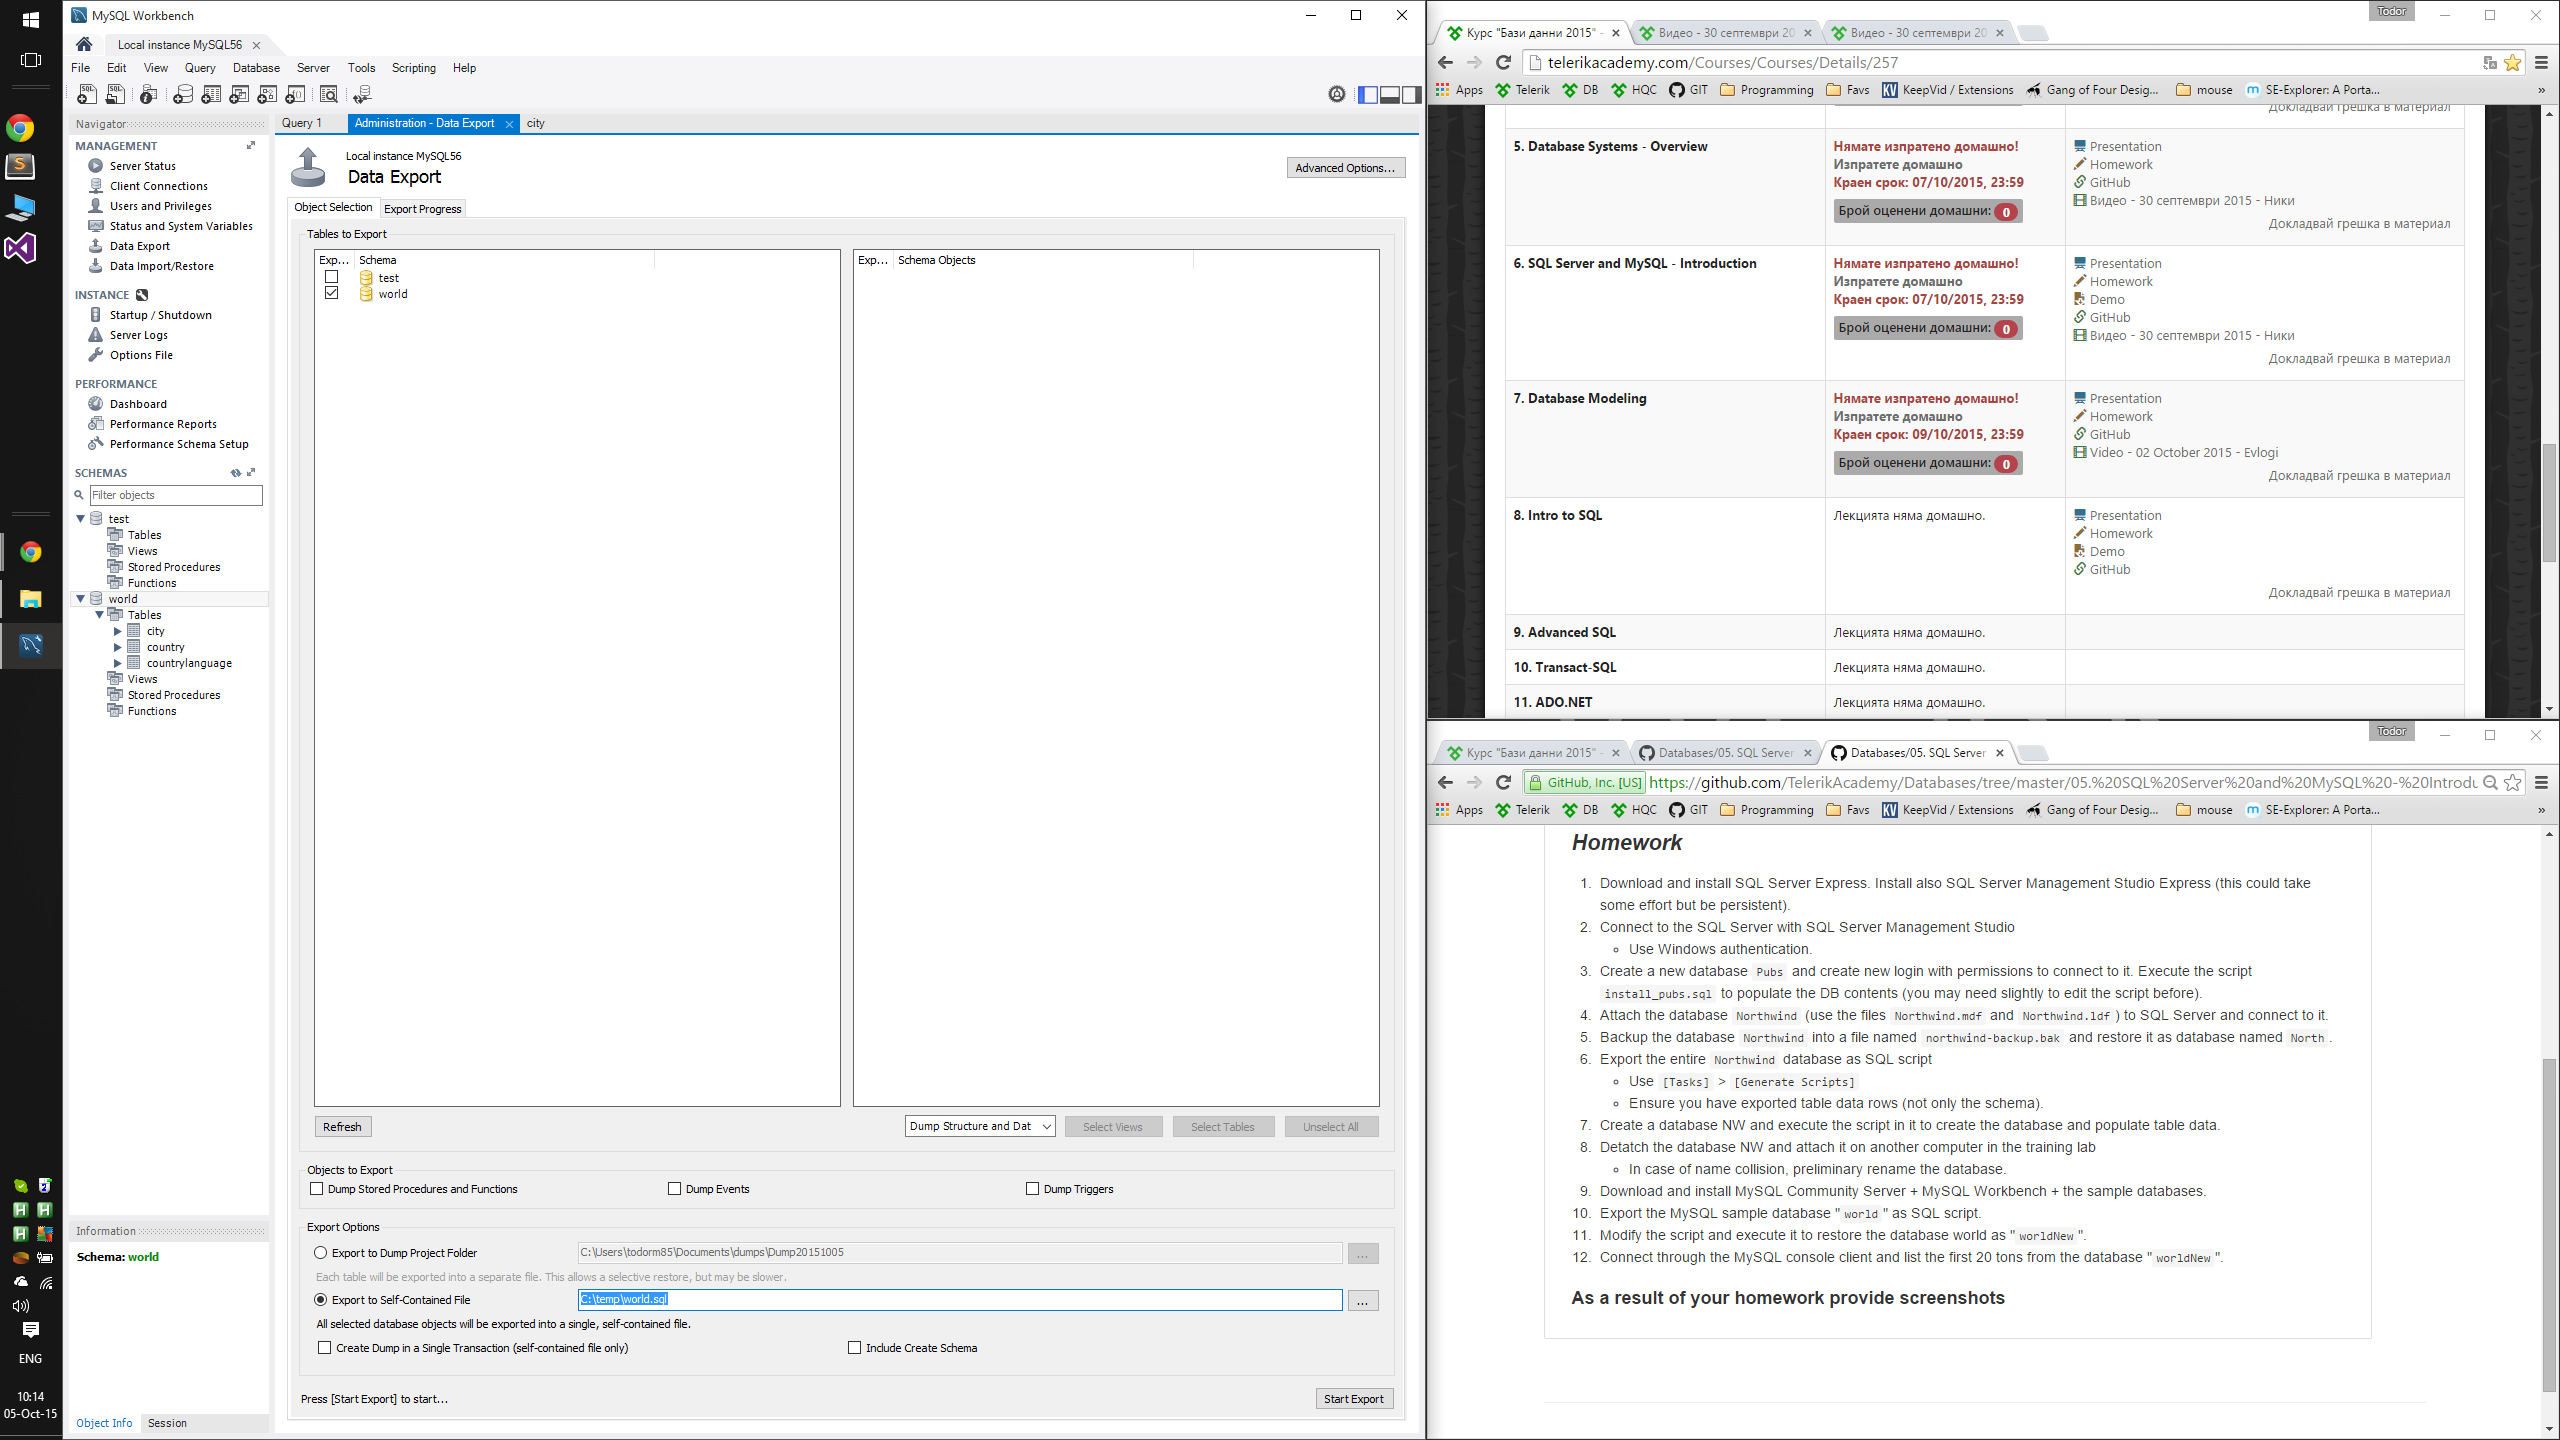 MySQL Workbench
Local instance MySQL56
File Edit View Query Database Server Tools Scripting Help
Navigator
MANAGEMENT
Server Status
Client Connections
Users and Privileges
Status and System Variables
Data Export
Data Import/Restore
INSTANCE
Startup / Shutdown
Server Logs
Options File
PERFORMANCE
Dashboard
Performance Reports
Performance Schema Setup
SCHEMAS
Filter objects
test
Tables
Views
Stored Procedures
Functions
world
Tables
city
country
countrylanguage
Views
Stored Procedures
Functions
Information
Schema: world
Object Info Session
ENG
10:14
05-Oct-15
Query 1 Administration - Data Export city
Local instance MySQL56
Data Export
Advanced Options...
Object Selection Export Progress
Tables to Export
Exp... Schema
test
world
Exp... Schema Objects
Refresh
Dump Structure and Dat Select Views Select Tables Unselect All
Objects to Export
Dump Stored Procedures and Functions Dump Events Dump Triggers
Export Options
Export to Dump Project Folder C:\Users\todorm85\Documents\dumps\Dump20151005 ...
Each table will be exported into a separate file. This allows a selective restore, but may be slower.
Export to Self-Contained File C:\temp\world.sql ...
All selected database objects will be exported into a single, self-contained file.
Create Dump in a Single Transaction (self-contained file only) Include Create Schema
Press [Start Export] to start...
Start Export
Todor
Курс "Бази данни 2015" - Видео - 30 септември 20 Видео - 30 септември 20
telerikacademy.com/Courses/Courses/Details/257
Apps Telerik DB HQC GIT Programming Favs KeepVid / Extensions Gang of Four Desig... mouse SE-Explorer: A Porta... »
Докладвай грешка в материал
5. Database Systems - Overview
Нямате изпратено домашно!
Изпратете домашно
Краен срок: 07/10/2015, 23:59
Брой оценени домашни: 0
Presentation
Homework
GitHub
Видео - 30 септември 2015 - Ники
Докладвай грешка в материал
6. SQL Server and MySQL - Introduction
Нямате изпратено домашно!
Изпратете домашно
Краен срок: 07/10/2015, 23:59
Брой оценени домашни: 0
Presentation
Homework
Demo
GitHub
Видео - 30 септември 2015 - Ники
Докладвай грешка в материал
7. Database Modeling
Нямате изпратено домашно!
Изпратете домашно
Краен срок: 09/10/2015, 23:59
Брой оценени домашни: 0
Presentation
Homework
GitHub
Video - 02 October 2015 - Evlogi
Докладвай грешка в материал
8. Intro to SQL
Лекцията няма домашно.
Presentation
Homework
Demo
GitHub
Докладвай грешка в материал
9. Advanced SQL Лекцията няма домашно.
10. Transact-SQL Лекцията няма домашно.
11. ADO.NET Лекцията няма домашно.
Todor
Курс "Бази данни 2015" - Databases/05. SQL Server Databases/05. SQL Server
GitHub, Inc. [US] https://github.com/TelerikAcademy/Databases/tree/master/05.%20SQL%20Server%20and%20MySQL%20-%20Introdu
Apps Telerik DB HQC GIT Programming Favs KeepVid / Extensions Gang of Four Desig... mouse SE-Explorer: A Porta... »
Homework
1. Download and install SQL Server Express. Install also SQL Server Management Studio Express (this could take
some effort but be persistent).
2. Connect to the SQL Server with SQL Server Management Studio
Use Windows authentication.
3. Create a new database Pubs and create new login with permissions to connect to it. Execute the script
install_pubs.sql to populate the DB contents (you may need slightly to edit the script before).
4. Attach the database Northwind (use the files Northwind.mdf and Northwind.ldf ) to SQL Server and connect to it.
5. Backup the database Northwind into a file named northwind-backup.bak and restore it as database named North .
6. Export the entire Northwind database as SQL script
Use [Tasks] > [Generate Scripts]
Ensure you have exported table data rows (not only the schema).
7. Create a database NW and execute the script in it to create the database and populate table data.
8. Detatch the database NW and attach it on another computer in the training lab
In case of name collision, preliminary rename the database.
9. Download and install MySQL Community Server + MySQL Workbench + the sample databases.
10. Export the MySQL sample database " world " as SQL script.
11. Modify the script and execute it to restore the database world as " worldNew ".
12. Connect through the MySQL console client and list the first 20 tons from the database " worldNew ".
As a result of your homework provide screenshots